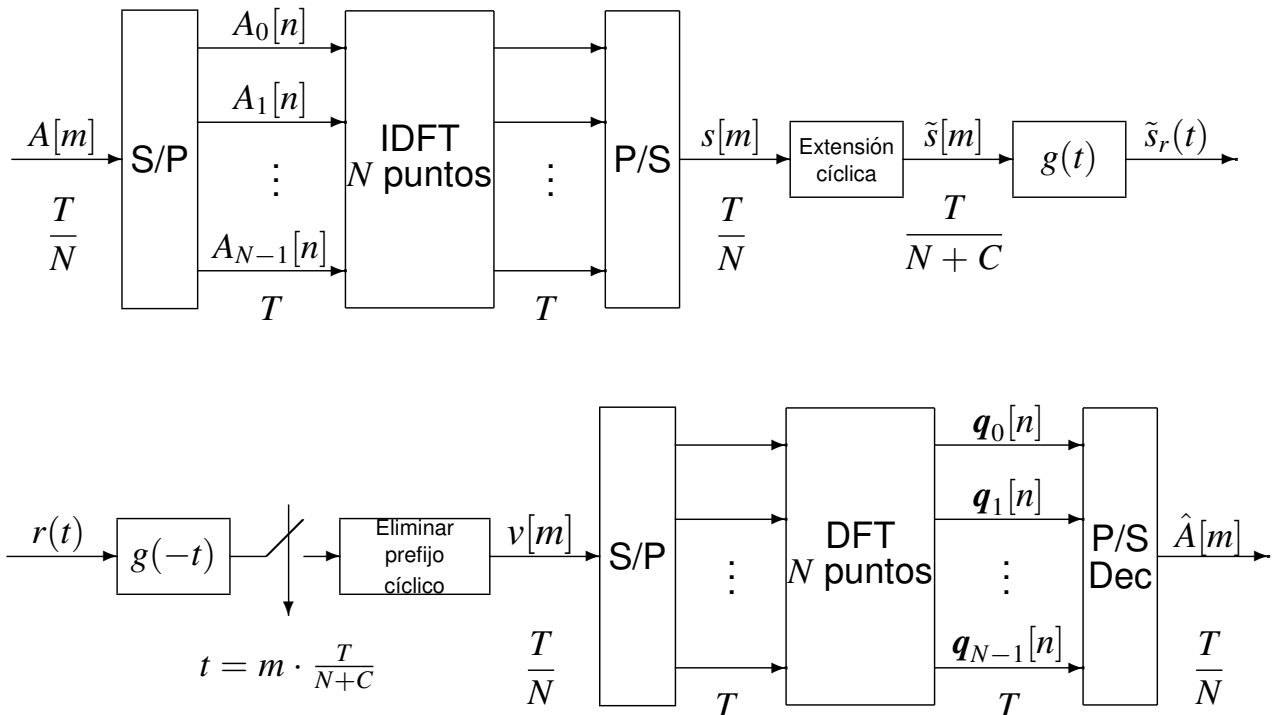 A[m]
T
N
S/P
A_0[n]
A_1[n]
⋮
A_{N−1}[n]
T
IDFT
N puntos
⋮
T
P/S
s[m]
T
N
Extensión
cíclica
s̃[m]
T
N + C
g(t)
s̃_r(t)
r(t)
g(−t)
t = m · T/(N+C)
Eliminar
prefijo
cíclico
v[m]
T
N
S/P
⋮
T
DFT
N puntos
q_0[n]
q_1[n]
⋮
q_{N−1}[n]
T
P/S
Dec
Â[m]
T
N